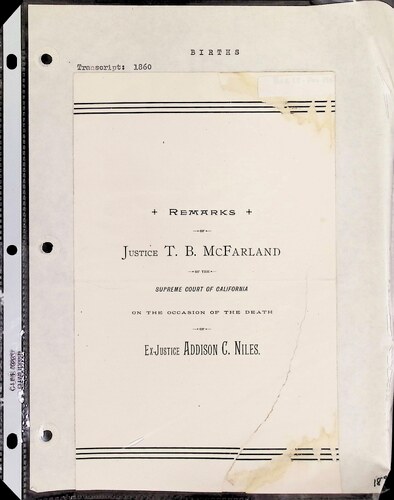 BIRTHS
Transcript: 1860
+ REMARKS +
—OF—
JUSTICE T. B. MCFARLAND
—OF THE—
SUPREME COURT OF CALIFORNIA
ON THE OCCASION OF THE DEATH
—OF—
EX-JUSTICE ADDISON C. NILES.